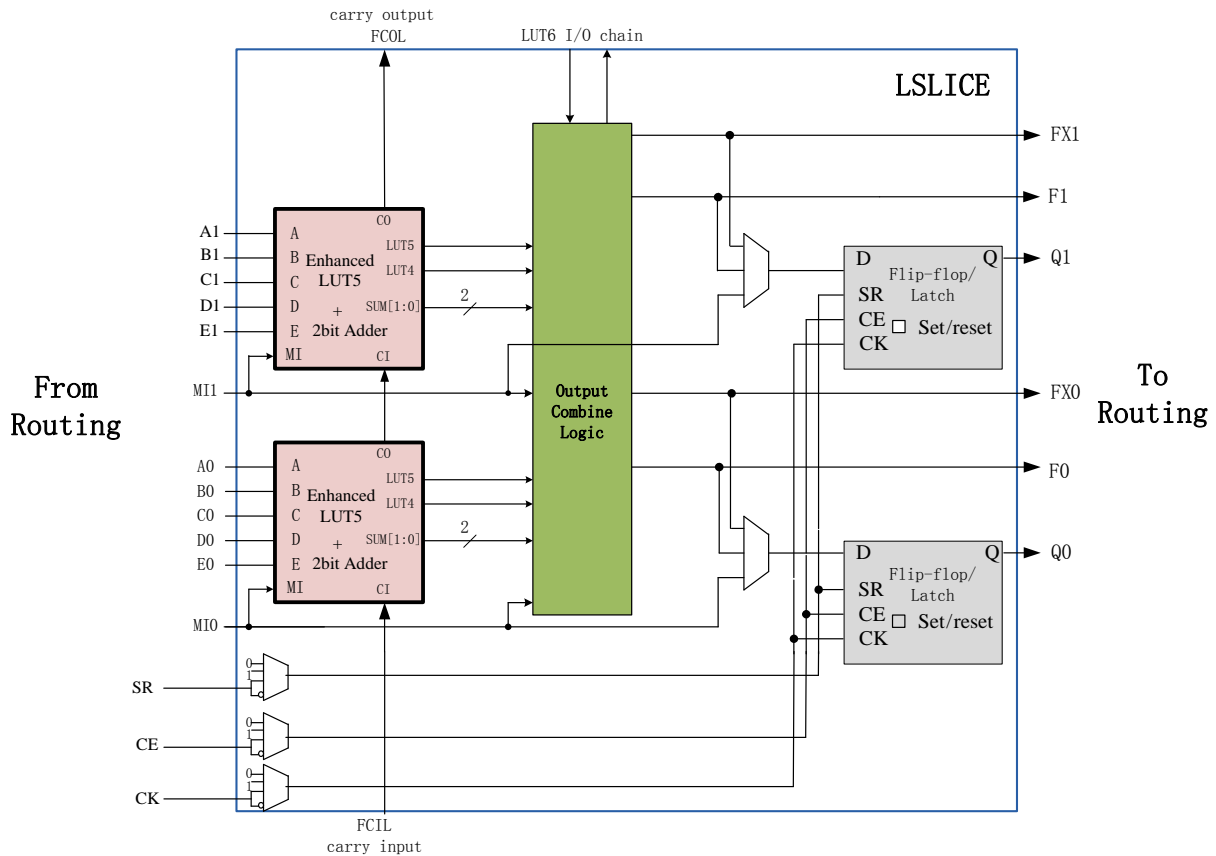 carry output
FCOL
LUT6 I/O chain
LSLICE
FX1
F1
CO
A1
A
LUT5
B1
B
Enhanced
LUT5
LUT4
C1
C
D1
D
+
SUM[1:0]
2
E1
E
2bit Adder
MI
CI
D
Q
Q1
Flip-flop/
Latch
SR
CE
Set/reset
CK
From
Routing
MI1
Output
Combine
Logic
FX0
To
Routing
CO
A0
A
LUT5
F0
B0
B
Enhanced
LUT5
LUT4
C0
C
D0
D
+
SUM[1:0]
2
E0
E
2bit Adder
MI
CI
D
Q
Q0
Flip-flop/
Latch
SR
CE
Set/reset
CK
MI0
0
1
SR
0
1
CE
0
1
CK
FCIL
carry input